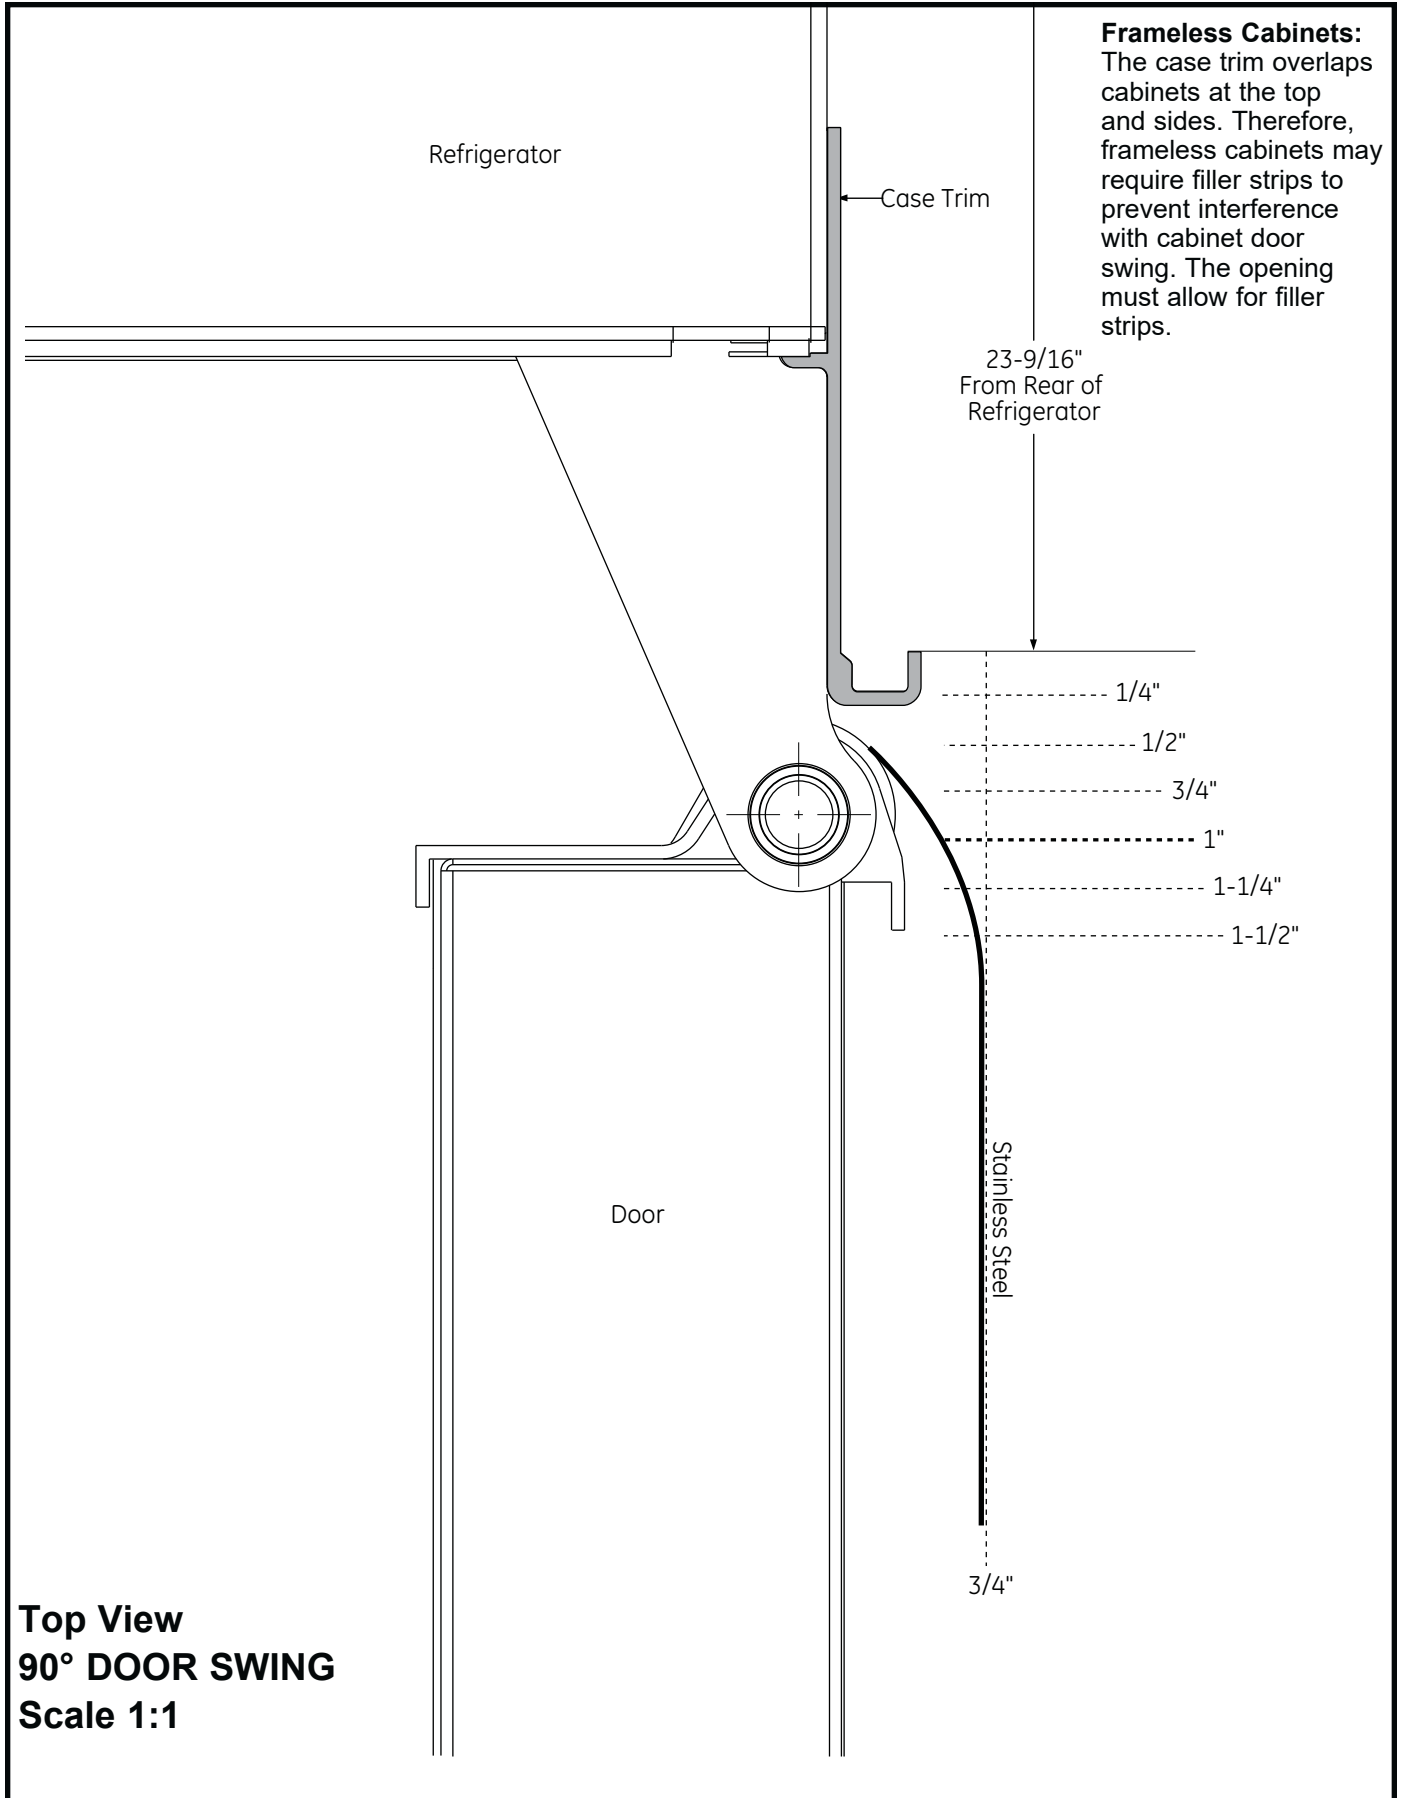 Frameless Cabinets:
The case trim overlaps
cabinets at the top
and sides. Therefore,
frameless cabinets may
require filler strips to
prevent interference
with cabinet door
swing. The opening
must allow for filler
strips.
Refrigerator
Case Trim
23-9/16"
From Rear of
Refrigerator
1/4"
1/2"
3/4"
1"
1-1/4"
1-1/2"
Stainless Steel
Door
3/4"
Top View
90° DOOR SWING
Scale 1:1